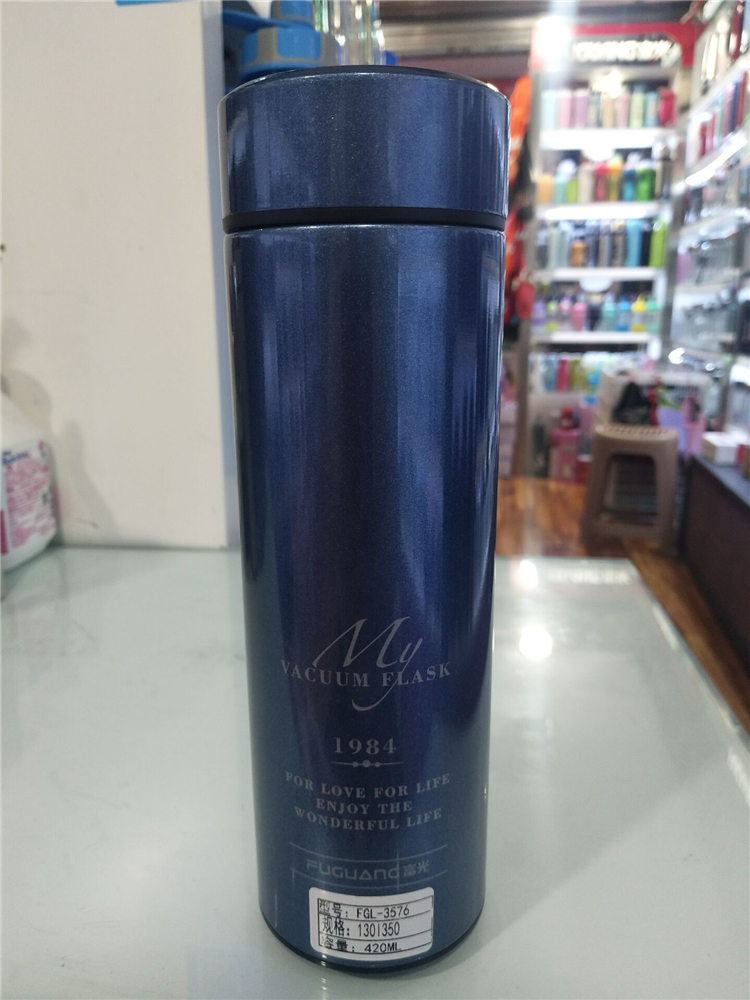 My
VACUUM FLASK
1984
FOR LOVE FOR LIFE
ENJOY THE
WONDERFUL LIFE
FUGUANG富光
型号：FGL-3576
规格：1301350
容量：420ML